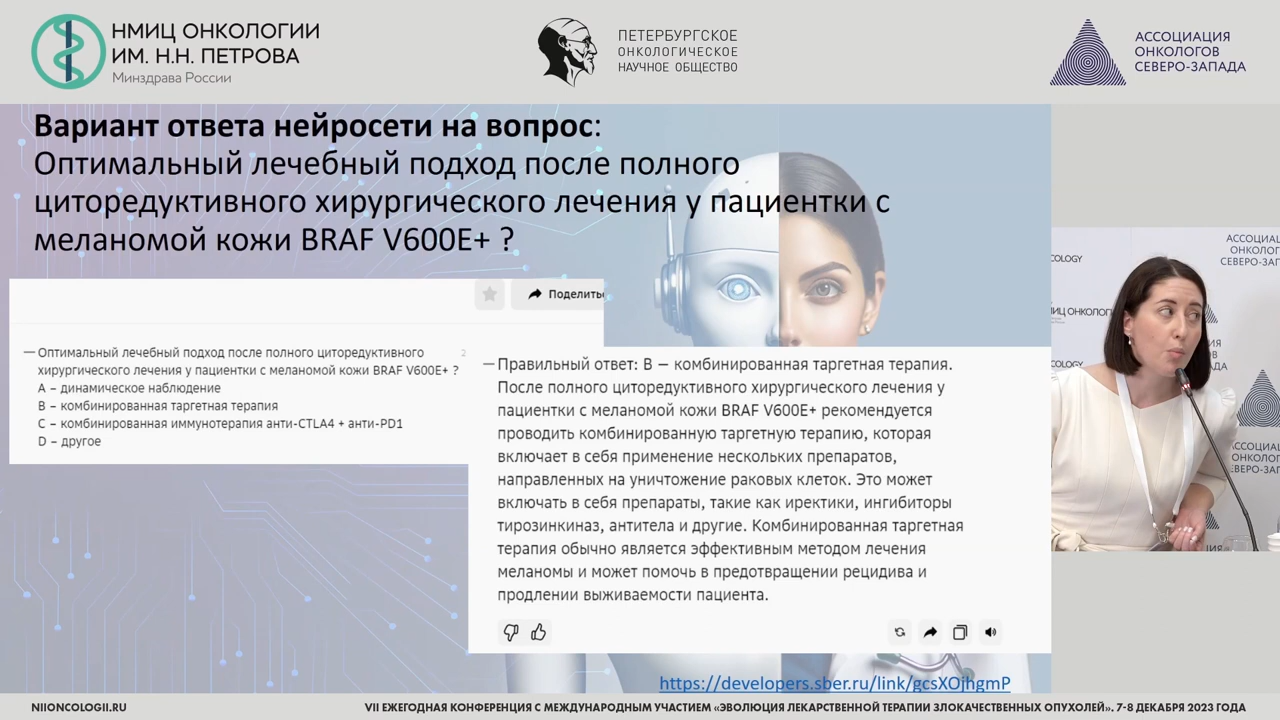 НМИЦ ОНКОЛОГИИ
ИМ. Н.Н. ПЕТРОВА
Минздрава России
ПЕТЕРБУРГСКОЕ
ОНКОЛОГИЧЕСКОЕ
НАУЧНОЕ ОБЩЕСТВО
АССОЦИАЦИЯ
ОНКОЛОГОВ
СЕВЕРО-ЗАПАДА
Вариант ответа нейросети на вопрос:
Оптимальный лечебный подход после полного
циторедуктивного хирургического лечения у пациентки с
меланомой кожи BRAF V600E+ ?
Поделить
— Оптимальный лечебный подход после полного циторедуктивного
хирургического лечения у пациентки с меланомой кожи BRAF V600E+ ?
A – динамическое наблюдение
B – комбинированная таргетная терапия
C – комбинированная иммунотерапия анти-CTLA4 + анти-PD1
D – другое
2
— Правильный ответ: B — комбинированная таргетная терапия.
После полного циторедуктивного хирургического лечения у
пациентки с меланомой кожи BRAF V600E+ рекомендуется
проводить комбинированную таргетную терапию, которая
включает в себя применение нескольких препаратов,
направленных на уничтожение раковых клеток. Это может
включать в себя препараты, такие как иректики, ингибиторы
тирозинкиназ, антитела и другие. Комбинированная таргетная
терапия обычно является эффективным методом лечения
меланомы и может помочь в предотвращении рецидива и
продлении выживаемости пациента.
https://developers.sber.ru/link/gcsXOjhgmP
NIIONCOLOGII.RU
VII ЕЖЕГОДНАЯ КОНФЕРЕНЦИЯ С МЕЖДУНАРОДНЫМ УЧАСТИЕМ «ЭВОЛЮЦИЯ ЛЕКАРСТВЕННОЙ ТЕРАПИИ ЗЛОКАЧЕСТВЕННЫХ ОПУХОЛЕЙ». 7-8 ДЕКАБРЯ 2023 ГОДА